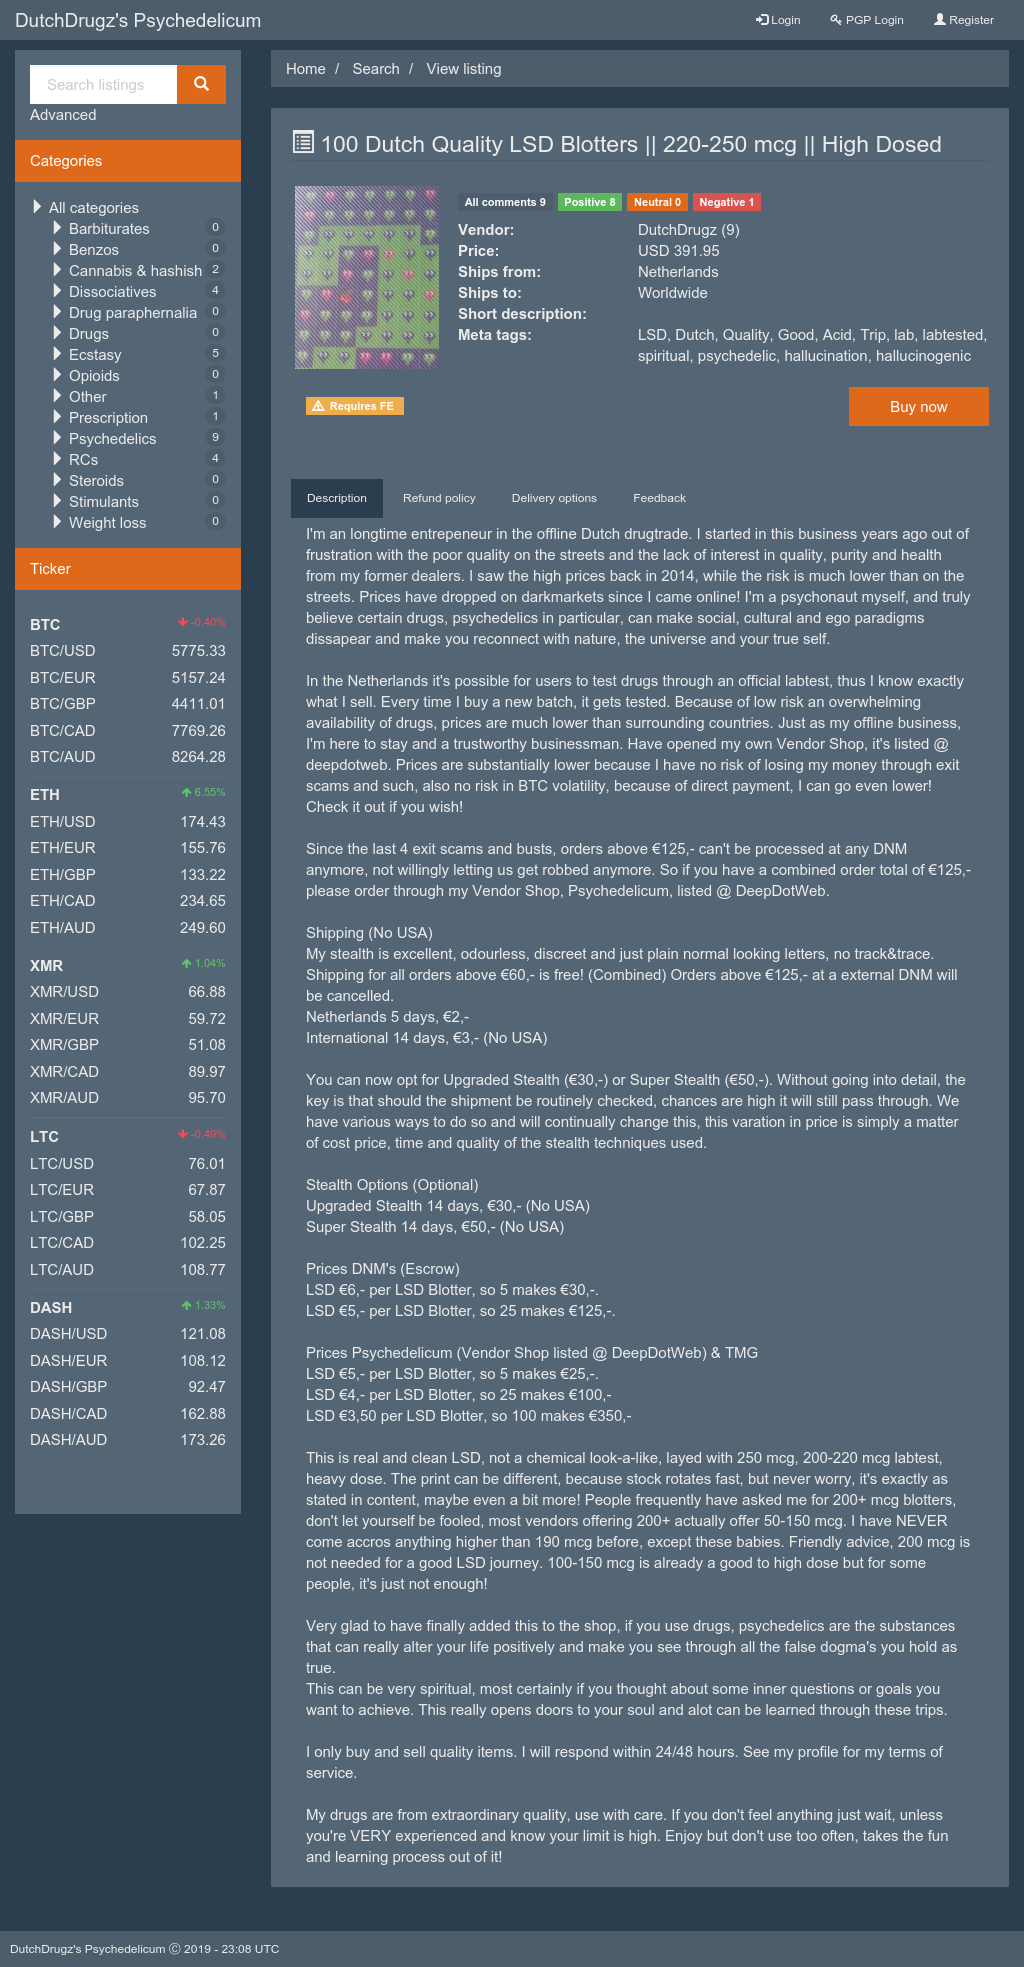 DutchDrugz's Psychedelicum
Login
PGP Login
Register
Search listings
Advanced
Categories
All categories
Barbiturates 0
Benzos 0
Cannabis & hashish 2
Dissociatives 4
Drug paraphernalia 0
Drugs 0
Ecstasy 5
Opioids 0
Other 1
Prescription 1
Psychedelics 9
RCs 4
Steroids 0
Stimulants 0
Weight loss 0
Ticker
BTC -0.40%
BTC/USD 5775.33
BTC/EUR 5157.24
BTC/GBP 4411.01
BTC/CAD 7769.26
BTC/AUD 8264.28
ETH 6.55%
ETH/USD 174.43
ETH/EUR 155.76
ETH/GBP 133.22
ETH/CAD 234.65
ETH/AUD 249.60
XMR 1.04%
XMR/USD 66.88
XMR/EUR 59.72
XMR/GBP 51.08
XMR/CAD 89.97
XMR/AUD 95.70
LTC -0.49%
LTC/USD 76.01
LTC/EUR 67.87
LTC/GBP 58.05
LTC/CAD 102.25
LTC/AUD 108.77
DASH 1.33%
DASH/USD 121.08
DASH/EUR 108.12
DASH/GBP 92.47
DASH/CAD 162.88
DASH/AUD 173.26
Home / Search / View listing
100 Dutch Quality LSD Blotters || 220-250 mcg || High Dosed
All comments 9 Positive 8 Neutral 0 Negative 1
Vendor: DutchDrugz (9)
Price: USD 391.95
Ships from: Netherlands
Ships to: Worldwide
Short description:
Meta tags: LSD, Dutch, Quality, Good, Acid, Trip, lab, labtested,
spiritual, psychedelic, hallucination, hallucinogenic
Requires FE
Buy now
Description Refund policy Delivery options Feedback
I'm an longtime entrepeneur in the offline Dutch drugtrade. I started in this business years ago out of
frustration with the poor quality on the streets and the lack of interest in quality, purity and health
from my former dealers. I saw the high prices back in 2014, while the risk is much lower than on the
streets. Prices have dropped on darkmarkets since I came online! I'm a psychonaut myself, and truly
believe certain drugs, psychedelics in particular, can make social, cultural and ego paradigms
dissapear and make you reconnect with nature, the universe and your true self.
In the Netherlands it's possible for users to test drugs through an official labtest, thus I know exactly
what I sell. Every time I buy a new batch, it gets tested. Because of low risk an overwhelming
availability of drugs, prices are much lower than surrounding countries. Just as my offline business,
I'm here to stay and a trustworthy businessman. Have opened my own Vendor Shop, it's listed @
deepdotweb. Prices are substantially lower because I have no risk of losing my money through exit
scams and such, also no risk in BTC volatility, because of direct payment, I can go even lower!
Check it out if you wish!
Since the last 4 exit scams and busts, orders above €125,- can't be processed at any DNM
anymore, not willingly letting us get robbed anymore. So if you have a combined order total of €125,-
please order through my Vendor Shop, Psychedelicum, listed @ DeepDotWeb.
Shipping (No USA)
My stealth is excellent, odourless, discreet and just plain normal looking letters, no track&trace.
Shipping for all orders above €60,- is free! (Combined) Orders above €125,- at a external DNM will
be cancelled.
Netherlands 5 days, €2,-
International 14 days, €3,- (No USA)
You can now opt for Upgraded Stealth (€30,-) or Super Stealth (€50,-). Without going into detail, the
key is that should the shipment be routinely checked, chances are high it will still pass through. We
have various ways to do so and will continually change this, this varation in price is simply a matter
of cost price, time and quality of the stealth techniques used.
Stealth Options (Optional)
Upgraded Stealth 14 days, €30,- (No USA)
Super Stealth 14 days, €50,- (No USA)
Prices DNM's (Escrow)
LSD €6,- per LSD Blotter, so 5 makes €30,-.
LSD €5,- per LSD Blotter, so 25 makes €125,-.
Prices Psychedelicum (Vendor Shop listed @ DeepDotWeb) & TMG
LSD €5,- per LSD Blotter, so 5 makes €25,-.
LSD €4,- per LSD Blotter, so 25 makes €100,-
LSD €3,50 per LSD Blotter, so 100 makes €350,-
This is real and clean LSD, not a chemical look-a-like, layed with 250 mcg, 200-220 mcg labtest,
heavy dose. The print can be different, because stock rotates fast, but never worry, it's exactly as
stated in content, maybe even a bit more! People frequently have asked me for 200+ mcg blotters,
don't let yourself be fooled, most vendors offering 200+ actually offer 50-150 mcg. I have NEVER
come accros anything higher than 190 mcg before, except these babies. Friendly advice, 200 mcg is
not needed for a good LSD journey. 100-150 mcg is already a good to high dose but for some
people, it's just not enough!
Very glad to have finally added this to the shop, if you use drugs, psychedelics are the substances
that can really alter your life positively and make you see through all the false dogma's you hold as
true.
This can be very spiritual, most certainly if you thought about some inner questions or goals you
want to achieve. This really opens doors to your soul and alot can be learned through these trips.
I only buy and sell quality items. I will respond within 24/48 hours. See my profile for my terms of
service.
My drugs are from extraordinary quality, use with care. If you don't feel anything just wait, unless
you're VERY experienced and know your limit is high. Enjoy but don't use too often, takes the fun
and learning process out of it!
DutchDrugz's Psychedelicum Ⓒ 2019 - 23:08 UTC